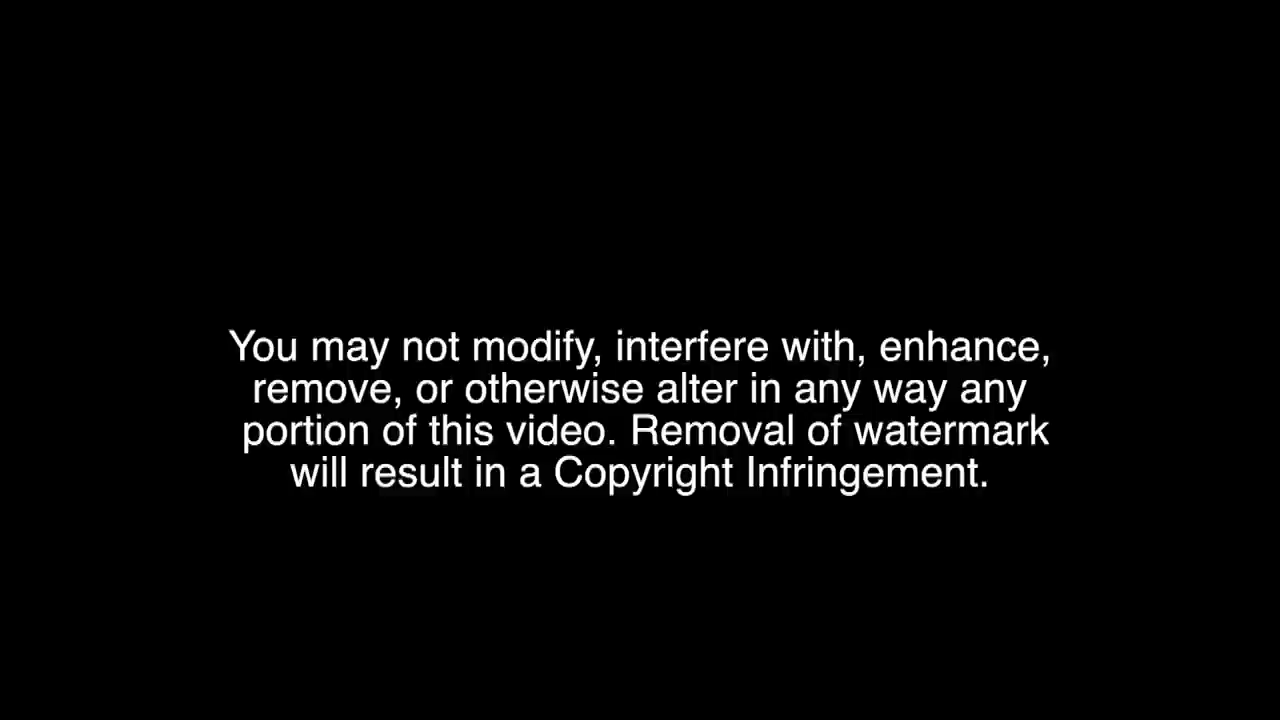 You may not modify, interfere with, enhance,
remove, or otherwise alter in any way any
portion of this video. Removal of watermark
will result in a Copyright Infringement.